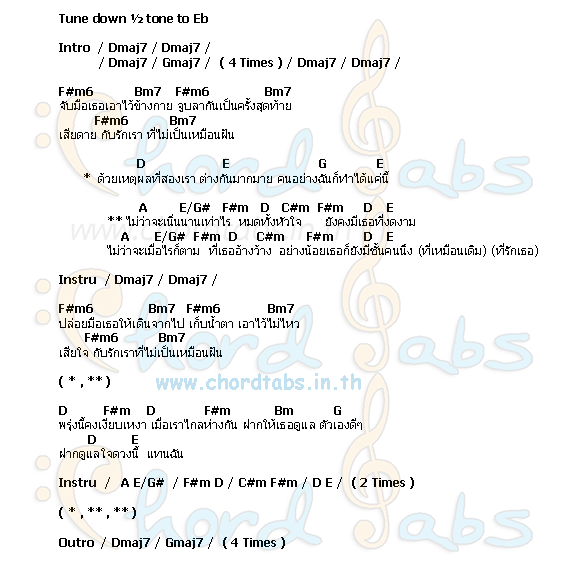 Tune down ½ tone to Eb
Intro / Dmaj7 / Dmaj7 /
/ Dmaj7 / Gmaj7 / ( 4 Times ) / Dmaj7 / Dmaj7 /
F#m6 Bm7 F#m6 Bm7
จับมือเธอเอาไว้ข้างกาย จูบลากันเป็นครั้งสุดท้าย
F#m6 Bm7
เสียดาย กับรักเรา ที่ไม่เป็นเหมือนฝัน
D E G E
* ด้วยเหตุผลที่สองเรา ต่างกันมากมาย คนอย่างฉันก็ทำได้แค่นี้
A E/G# F#m D C#m F#m D E
** ไม่ว่าจะเนิ่นนานเท่าไร หมดทั้งหัวใจ ยังคงมีเธอที่งดงาม
A E/G# F#m D C#m F#m D E
ไม่ว่าจะเมื่อไรก็ตาม ที่เธออ้างว้าง อย่างน้อยเธอก็ยังมีฉันคนนึง (ที่เหมือนเดิม) (ที่รักเธอ)
Instru / Dmaj7 / Dmaj7 /
F#m6 Bm7 F#m6 Bm7
ปล่อยมือเธอให้เดินจากไป เก็บน้ำตา เอาไว้ไม่ไหว
F#m6 Bm7
เสียใจ กับรักเราที่ไม่เป็นเหมือนฝัน
( * , ** )
www.chordtabs.in.th
D F#m D F#m Bm G
พรุ่งนี้คงเงียบเหงา เมื่อเราไกลห่างกัน ฝากให้เธอดูแล ตัวเองดีๆ
D E
ฝากดูแลใจดวงนี้ แทนฉัน
Instru / A E/G# / F#m D / C#m F#m / D E / ( 2 Times )
( * , ** , ** )
Outro / Dmaj7 / Gmaj7 / ( 4 Times )